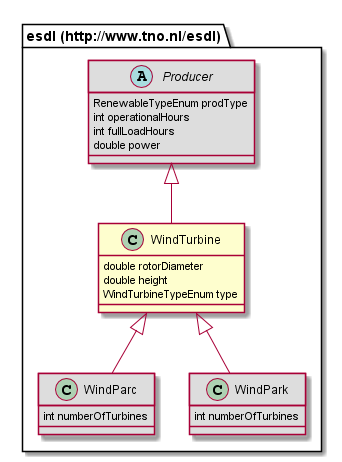 esdl (http://www.tno.nl/esdl)
A Producer
RenewableTypeEnum prodType
int operationalHours
int fullLoadHours
double power
C WindTurbine
double rotorDiameter
double height
WindTurbineTypeEnum type
C WindParc
int numberOfTurbines
C WindPark
int numberOfTurbines